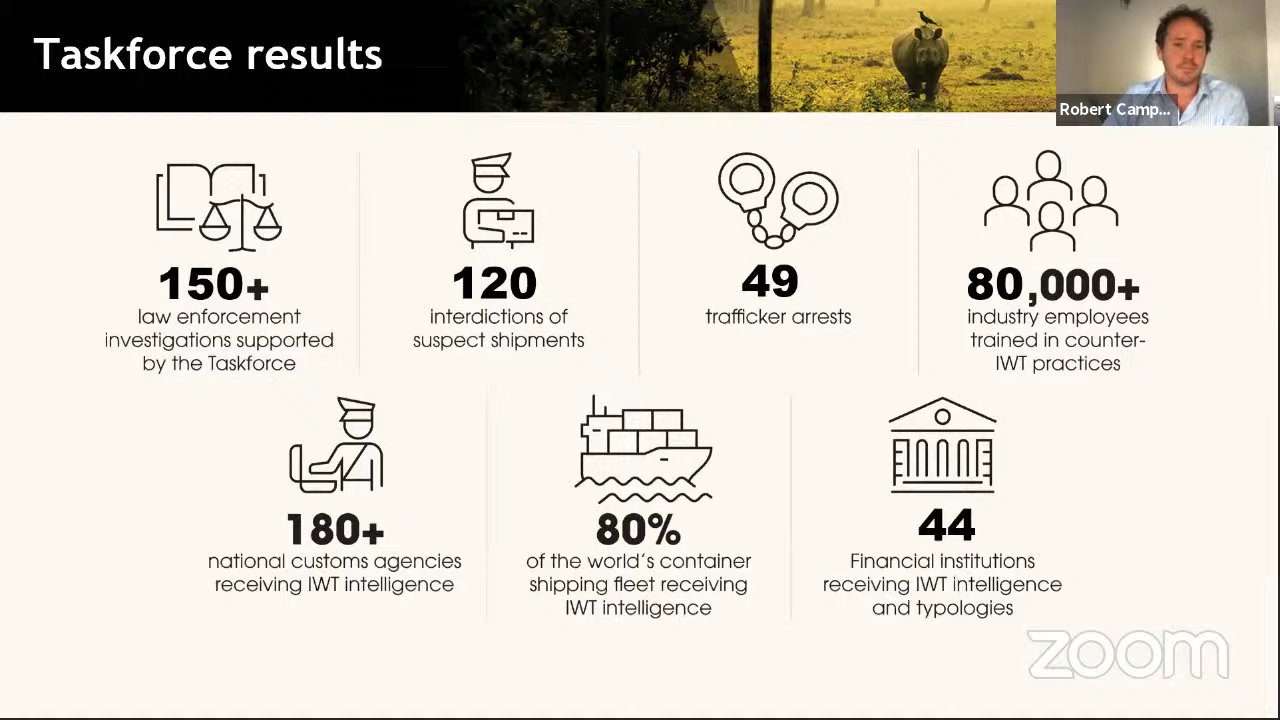 Taskforce results
Robert Camp...
150+
law enforcement
investigations supported
by the Taskforce
120
interdictions of
suspect shipments
49
trafficker arrests
80,000+
industry employees
trained in counter-
IWT practices
180+
national customs agencies
receiving IWT intelligence
80%
of the world's container
shipping fleet receiving
IWT intelligence
44
Financial institutions
receiving IWT intelligence
and typologies
zoom